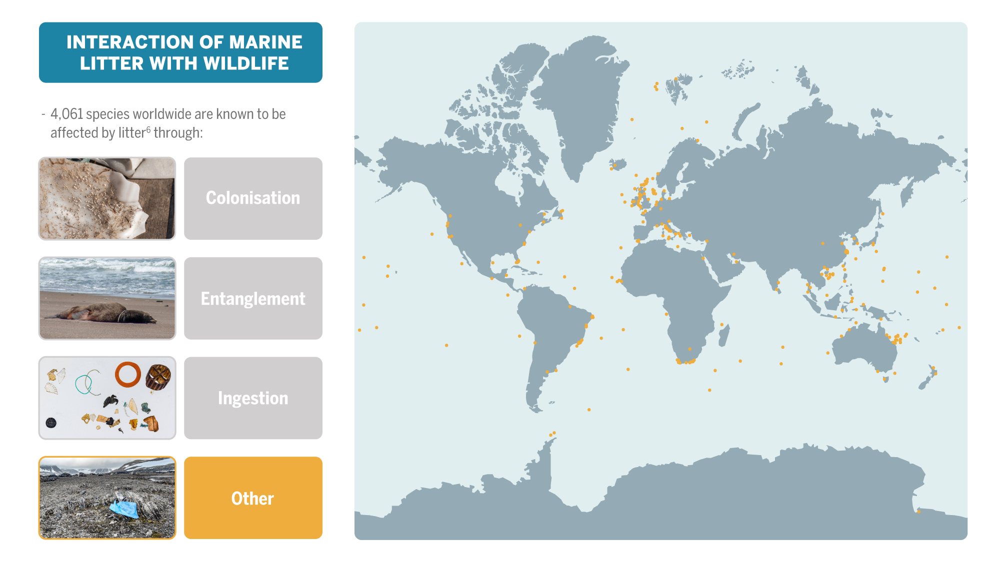 INTERACTION OF MARINE
LITTER WITH WILDLIFE
- 4,061 species worldwide are known to be
affected by litter⁶ through:
Colonisation
Entanglement
Ingestion
Other